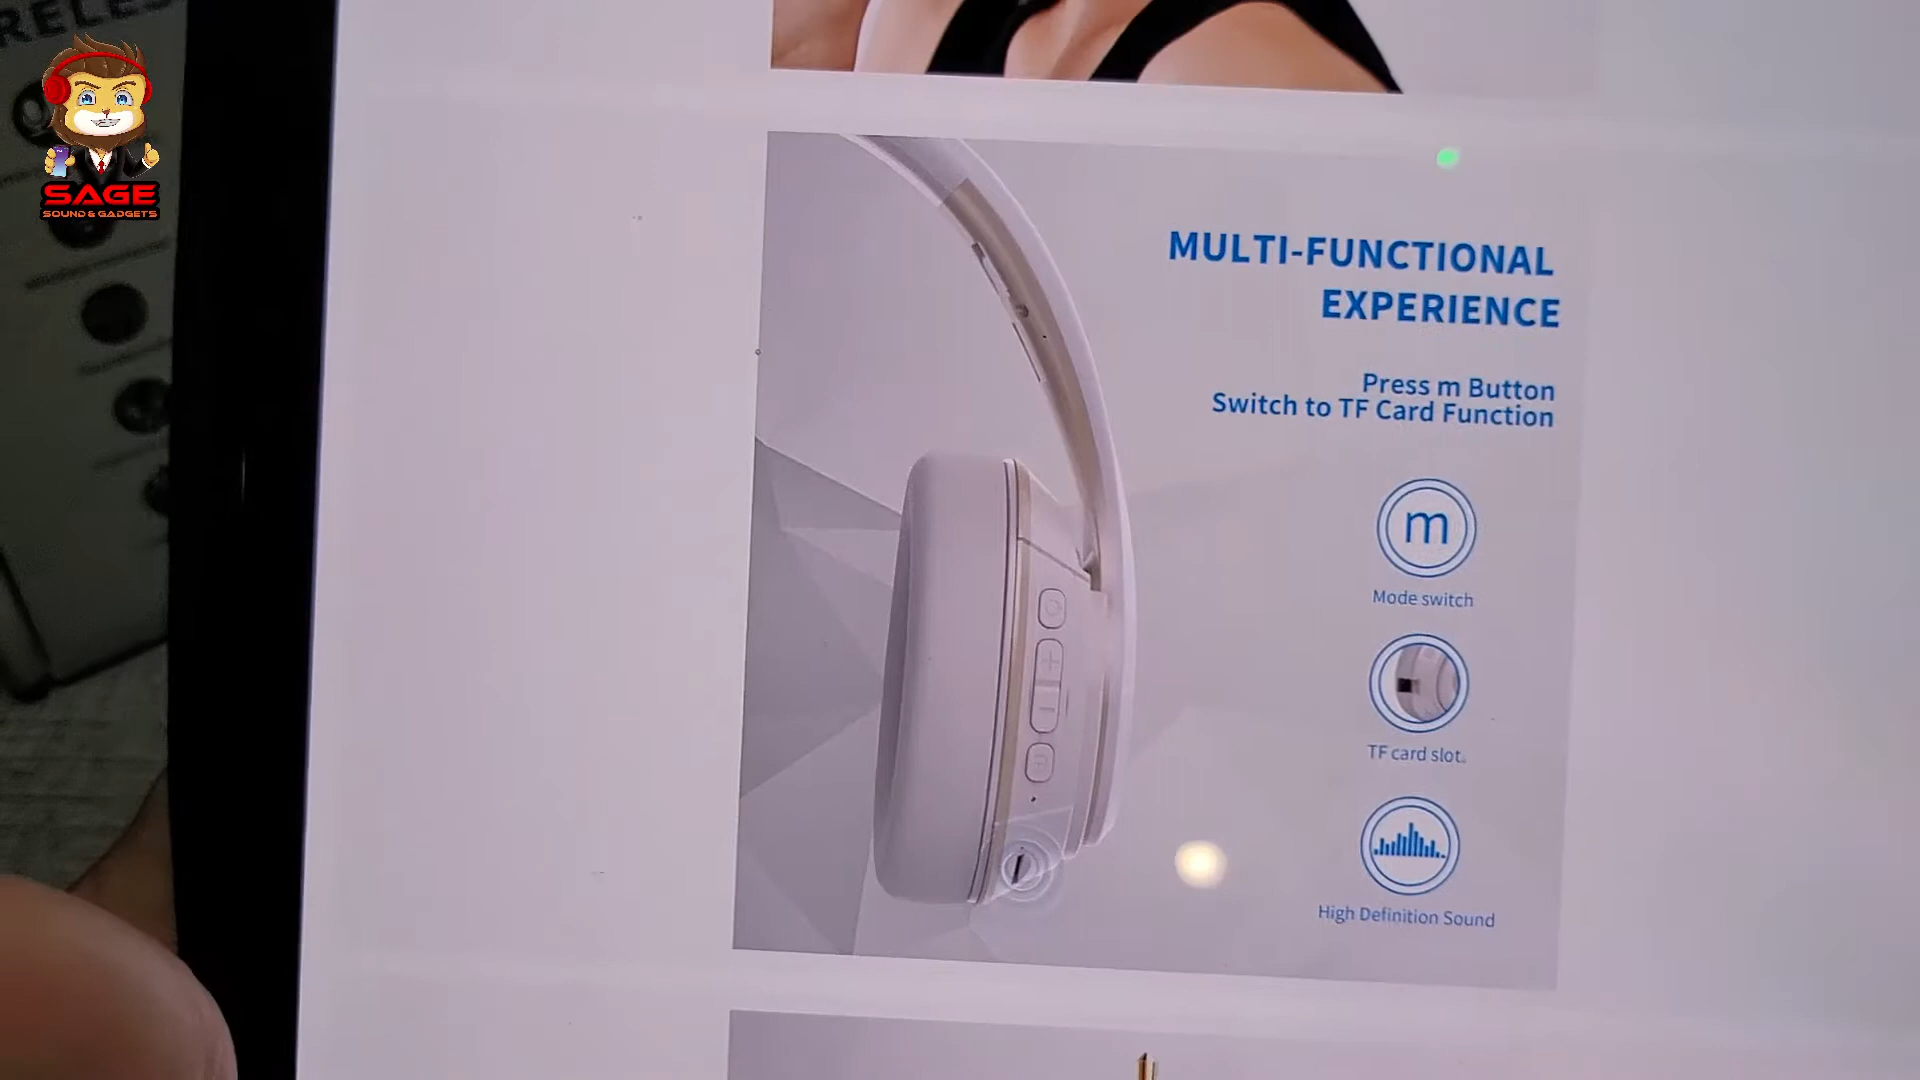 SAGE
SOUND & GADGETS
MULTI-FUNCTIONAL
EXPERIENCE
Press m Button
Switch to TF Card Function
m
Mode switch
TF card slot.
High Definition Sound